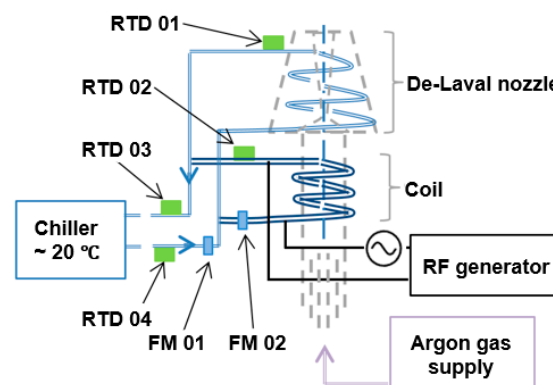 RTD 01
RTD 02
De-Laval nozzle
RTD 03
Coil
Chiller
~ 20 ℃
RF generator
RTD 04
FM 01
FM 02
Argon gas
supply